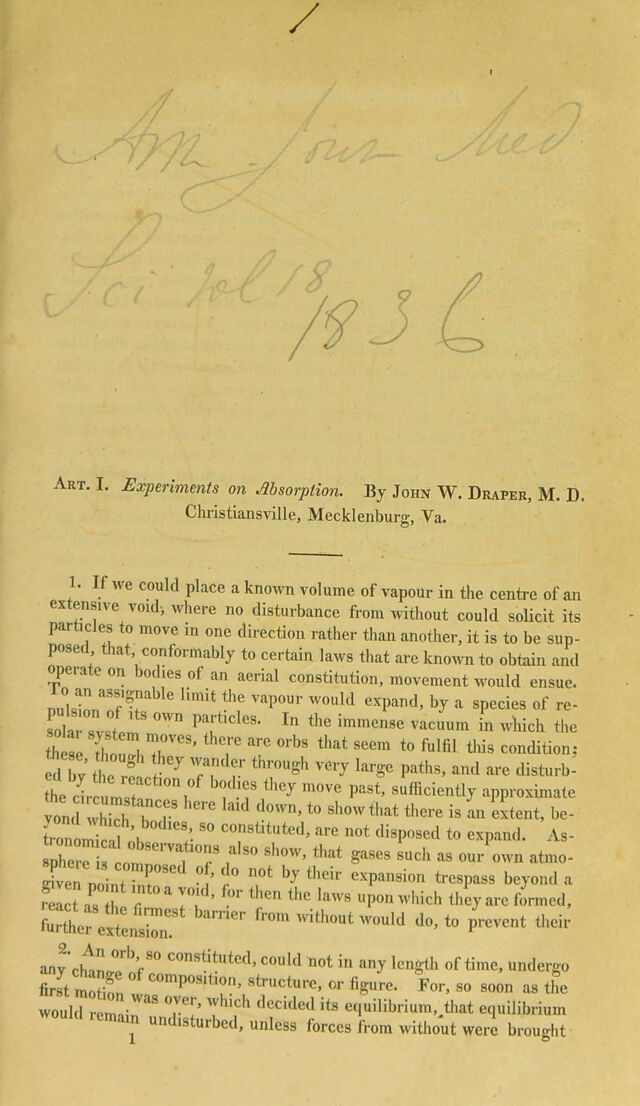 /
Am Jour Med
Sci Vol 18
1836
ART. I. Experiments on Absorption. By JOHN W. DRAPER, M. D.
Christiansville, Mecklenburg, Va.
1. If we could place a known volume of vapour in the centre of an
extensive void, where no disturbance from without could solicit its
particles to move in one direction rather than another, it is to be sup-
posed, that, conformably to certain laws that are known to obtain and
operate on bodies of an aerial constitution, movement would ensue.
To an assignable limit the vapour would expand, by a species of re-
pulsion of its own particles. In the immense vacuum in which the
solar system moves, there are orbs that seem to fulfil this condition;
these, though they wander through very large paths, and are disturb-
ed by the reaction of bodies they move past, sufficiently approximate
the circumstances here laid down, to show that there is an extent, be-
yond which, bodies, so constituted, are not disposed to expand. As-
tronomical observations also show, that gases such as our own atmo-
sphere is composed of, do not by their expansion trespass beyond a
given point into a void, for then the laws upon which they are formed,
react as the firmest barrier from without would do, to prevent their
further extension.
2. An orb, so constituted, could not in any length of time, undergo
any change of composition, structure, or figure. For, so soon as the
first motion was over, which decided its equilibrium, that equilibrium
would remain undisturbed, unless forces from without were brought
1